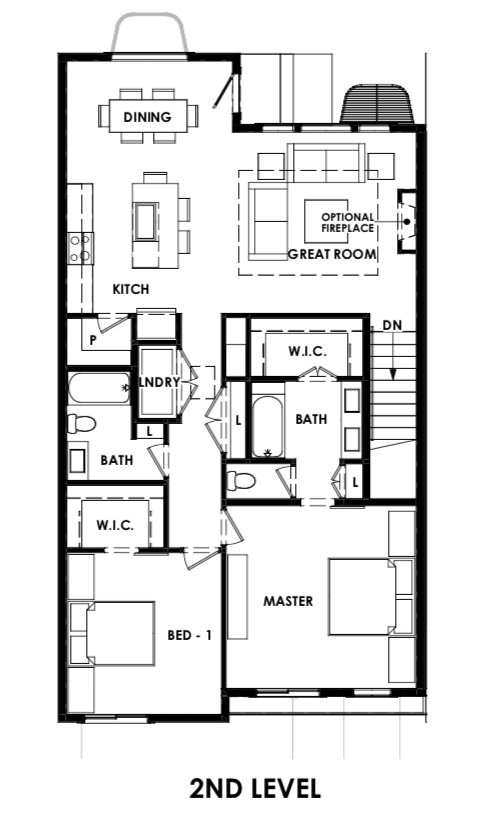 DINING
OPTIONAL
FIREPLACE
GREAT ROOM
KITCH
DN
P
W.I.C.
LNDRY
L
BATH
BATH
L
L
W.I.C.
MASTER
BED - 1
2ND LEVEL